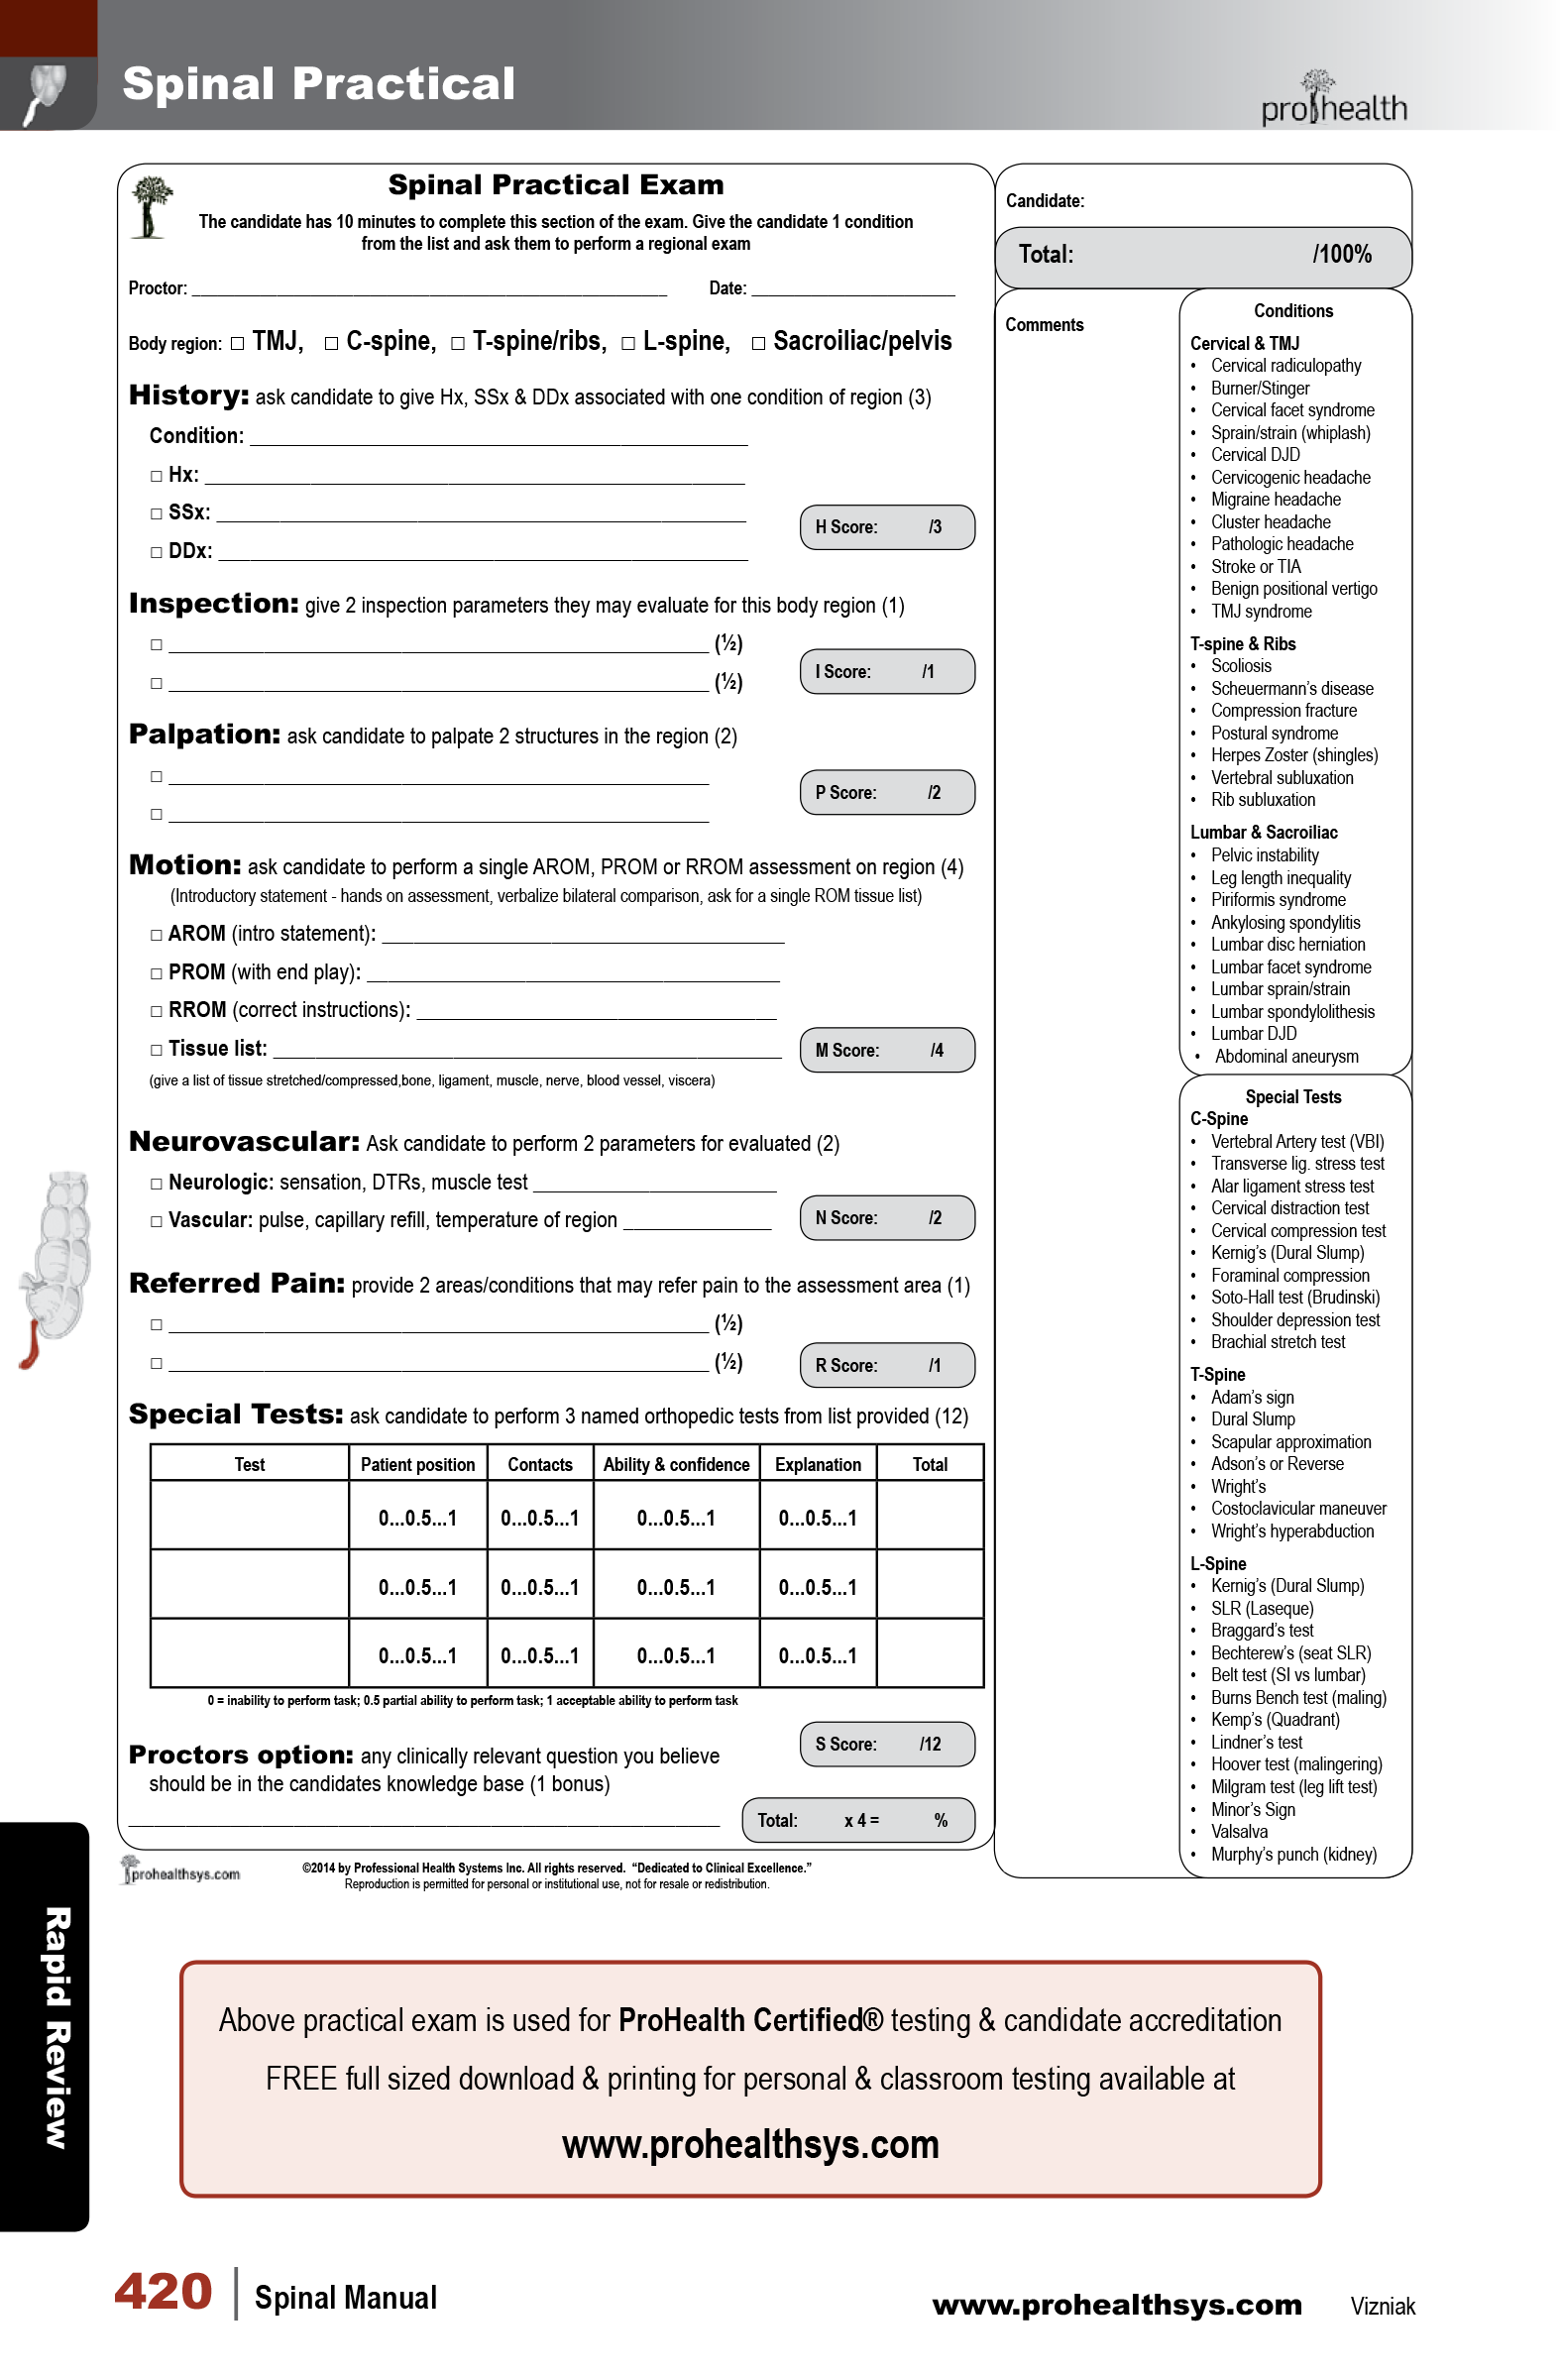 Spinal Practical
prohealth
Spinal Practical Exam
The candidate has 10 minutes to complete this section of the exam. Give the candidate 1 condition
from the list and ask them to perform a regional exam
Proctor: ____ Date: ____
Body region: □ TMJ, □ C-spine, □ T-spine/ribs, □ L-spine, □ Sacroiliac/pelvis
History: ask candidate to give Hx, SSx & DDx associated with one condition of region (3)
Condition: ____
□ Hx: ____
□ SSx: ____
□ DDx: ____
H Score: /3
Inspection: give 2 inspection parameters they may evaluate for this body region (1)
□ ____ (½)
□ ____ (½)
I Score: /1
Palpation: ask candidate to palpate 2 structures in the region (2)
□ ____
□ ____
P Score: /2
Motion: ask candidate to perform a single AROM, PROM or RROM assessment on region (4)
(Introductory statement - hands on assessment, verbalize bilateral comparison, ask for a single ROM tissue list)
□ AROM (intro statement): ____
□ PROM (with end play): ____
□ RROM (correct instructions): ____
□ Tissue list: ____
M Score: /4
(give a list of tissue stretched/compressed,bone, ligament, muscle, nerve, blood vessel, viscera)
Neurovascular: Ask candidate to perform 2 parameters for evaluated (2)
□ Neurologic: sensation, DTRs, muscle test ____
□ Vascular: pulse, capillary refill, temperature of region ____
N Score: /2
Referred Pain: provide 2 areas/conditions that may refer pain to the assessment area (1)
□ ____ (½)
□ ____ (½)
R Score: /1
Special Tests: ask candidate to perform 3 named orthopedic tests from list provided (12)
Test Patient position Contacts Ability & confidence Explanation Total
0...0.5...1 0...0.5...1 0...0.5...1 0...0.5...1
0...0.5...1 0...0.5...1 0...0.5...1 0...0.5...1
0...0.5...1 0...0.5...1 0...0.5...1 0...0.5...1
0 = inability to perform task; 0.5 partial ability to perform task; 1 acceptable ability to perform task
S Score: /12
Proctors option: any clinically relevant question you believe
should be in the candidates knowledge base (1 bonus)
____
Total: x 4 = %
Candidate:
Total: /100%
Comments
Conditions
Cervical & TMJ
• Cervical radiculopathy
• Burner/Stinger
• Cervical facet syndrome
• Sprain/strain (whiplash)
• Cervical DJD
• Cervicogenic headache
• Migraine headache
• Cluster headache
• Pathologic headache
• Stroke or TIA
• Benign positional vertigo
• TMJ syndrome
T-spine & Ribs
• Scoliosis
• Scheuermann’s disease
• Compression fracture
• Postural syndrome
• Herpes Zoster (shingles)
• Vertebral subluxation
• Rib subluxation
Lumbar & Sacroiliac
• Pelvic instability
• Leg length inequality
• Piriformis syndrome
• Ankylosing spondylitis
• Lumbar disc herniation
• Lumbar facet syndrome
• Lumbar sprain/strain
• Lumbar spondylolithesis
• Lumbar DJD
• Abdominal aneurysm
Special Tests
C-Spine
• Vertebral Artery test (VBI)
• Transverse lig. stress test
• Alar ligament stress test
• Cervical distraction test
• Cervical compression test
• Kernig’s (Dural Slump)
• Foraminal compression
• Soto-Hall test (Brudinski)
• Shoulder depression test
• Brachial stretch test
T-Spine
• Adam’s sign
• Dural Slump
• Scapular approximation
• Adson’s or Reverse
• Wright’s
• Costoclavicular maneuver
• Wright’s hyperabduction
L-Spine
• Kernig’s (Dural Slump)
• SLR (Laseque)
• Braggard’s test
• Bechterew’s (seat SLR)
• Belt test (SI vs lumbar)
• Burns Bench test (maling)
• Kemp’s (Quadrant)
• Lindner’s test
• Hoover test (malingering)
• Milgram test (leg lift test)
• Minor’s Sign
• Valsalva
• Murphy’s punch (kidney)
prohealthsys.com
©2014 by Professional Health Systems Inc. All rights reserved. “Dedicated to Clinical Excellence.”
Reproduction is permitted for personal or institutional use, not for resale or redistribution.
Rapid Review
Above practical exam is used for ProHealth Certified® testing & candidate accreditation
FREE full sized download & printing for personal & classroom testing available at
www.prohealthsys.com
420 Spinal Manual
www.prohealthsys.com Vizniak